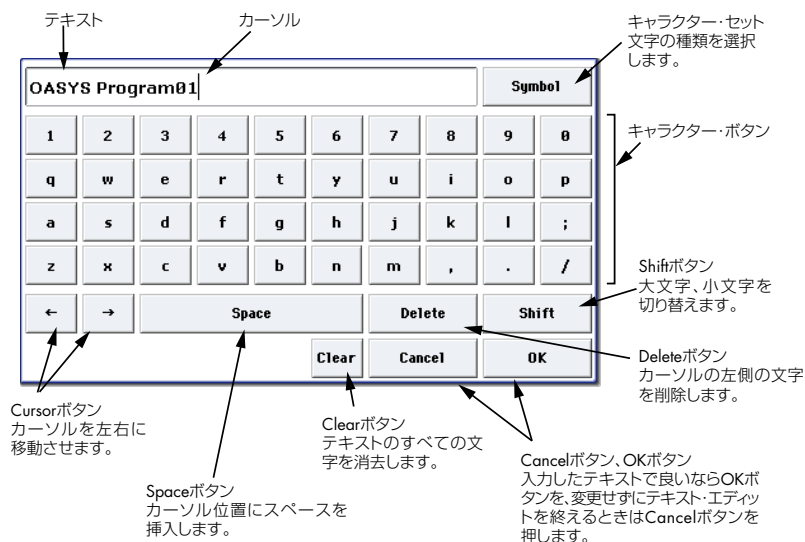 テキスト
カーソル
キャラクター・セット
文字の種類を選択
します。
OASYS Program01
Symbol
キャラクター・ボタン
1 2 3 4 5 6 7 8 9 0
q w e r t y u i o p
a s d f g h j k l ;
z x c v b n m , . /
Shiftボタン
大文字、小文字を
切り替えます。
← → Space Delete Shift
Clear Cancel OK
Deleteボタン
カーソルの左側の文字
を削除します。
Cursorボタン
カーソルを左右に
移動させます。
Clearボタン
テキストのすべての文
字を消去します。
Cancelボタン、OKボタン
入力したテキストで良いならOKボ
タンを、変更せずにテキスト・エディッ
トを終えるときはCancelボタンを
押します。
Spaceボタン
カーソル位置にスペースを
挿入します。